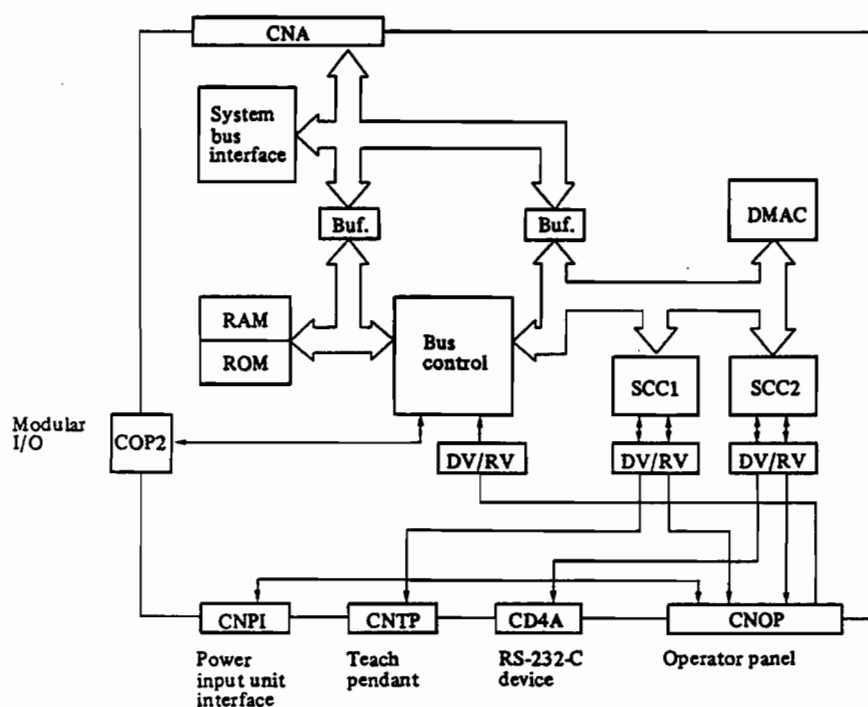 CNA
System
bus
interface
Buf.
Buf.
DMAC
RAM
ROM
Bus
control
SCC1
SCC2
Modular
I/O
COP2
DV/RV
DV/RV
DV/RV
CNPI
CNTP
CD4A
CNOP
Power
input unit
interface
Teach
pendant
RS-232-C
device
Operator panel